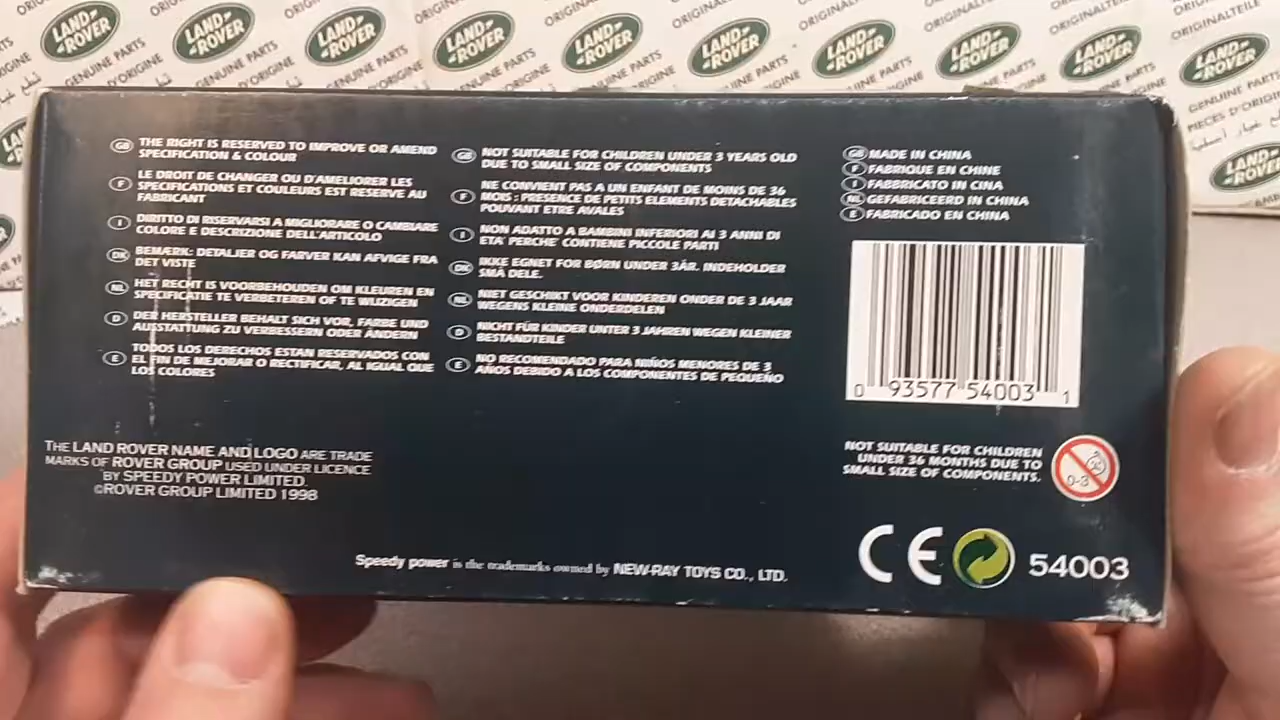 LAND ROVER
GENUINE PARTS
PIECES D'ORIGINE
ORIGINALTEILE
GB THE RIGHT IS RESERVED TO IMPROVE OR AMEND
SPECIFICATION & COLOUR
F LE DROIT DE CHANGER OU D'AMELIORER LES
SPECIFICATIONS ET COULEURS EST RESERVE AU
FABRICANT
I DIRITTO DI RISERVARSI A MIGLIORARE O CAMBIARE
COLORE E DESCRIZIONE DELL'ARTICOLO
DK BEMÆRK: DETALJER OG FARVER KAN AFVIGE FRA
DET VISTE
NL HET RECHT IS VOORBEHOUDEN OM KLEUREN EN
SPECIFICATIE TE VERBETEREN OF TE WIJZIGEN
D DER HERSTELLER BEHALT SICH VOR, FARBE UND
AUSSTATTUNG ZU VERBESSERN ODER ÄNDERN
E TODOS LOS DERECHOS ESTAN RESERVADOS CON
EL FIN DE MEJORAR O RECTIFICAR, AL IGUAL QUE
LOS COLORES
GB NOT SUITABLE FOR CHILDREN UNDER 3 YEARS OLD
DUE TO SMALL SIZE OF COMPONENTS
F NE CONVIENT PAS A UN ENFANT DE MOINS DE 36
MOIS : PRESENCE DE PETITS ELEMENTS DETACHABLES
POUVANT ETRE AVALES
I NON ADATTO A BAMBINI INFERIORI AI 3 ANNI DI
ETA' PERCHE' CONTIENE PICCOLE PARTI
DK IKKE EGNET FOR BØRN UNDER 3ÅR. INDEHOLDER
SMÅ DELE.
NL NIET GESCHIKT VOOR KINDEREN ONDER DE 3 JAAR
WEGENS KLEINE ONDERDELEN
D NICHT FÜR KINDER UNTER 3 JAHREN WEGEN KLEINER
BESTANDTEILE
E NO RECOMENDADO PARA NIÑOS MENORES DE 3
AÑOS DEBIDO A LOS COMPONENTES DE PEQUEÑO
GB MADE IN CHINA
F FABRIQUE EN CHINE
I FABBRICATO IN CINA
NL GEFABRICEERD IN CHINA
E FABRICADO EN CHINA
0 93577 54003 1
NOT SUITABLE FOR CHILDREN
UNDER 36 MONTHS DUE TO
SMALL SIZE OF COMPONENTS.
0-3
THE LAND ROVER NAME AND LOGO ARE TRADE
MARKS OF ROVER GROUP USED UNDER LICENCE
BY SPEEDY POWER LIMITED.
©ROVER GROUP LIMITED 1998
Speedy power is the trademarks owned by NEW-RAY TOYS CO., LTD.
CE
54003